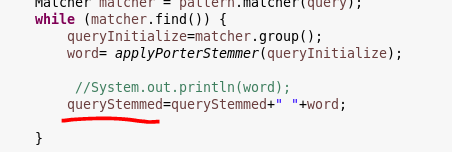 Matcher matcher = pattern.matcher(query);
while (matcher.find()) {
queryInitialize=matcher.group();
word= applyPorterStemmer(queryInitialize);
//System.out.println(word);
queryStemmed=queryStemmed+" "+word;
}